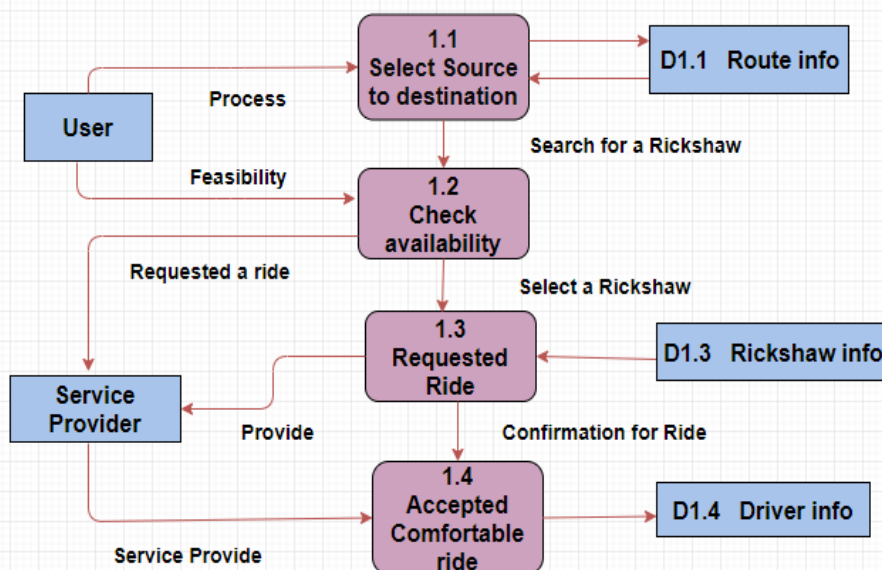 1.1
Select Source
to destination
D1.1 Route info
Process
User
Search for a Rickshaw
Feasibility
1.2
Check
availability
Requested a ride
Select a Rickshaw
1.3
Requested
Ride
D1.3 Rickshaw info
Service
Provider
Provide
Confirmation for Ride
1.4
Accepted
Comfortable
ride
D1.4 Driver info
Service Provide